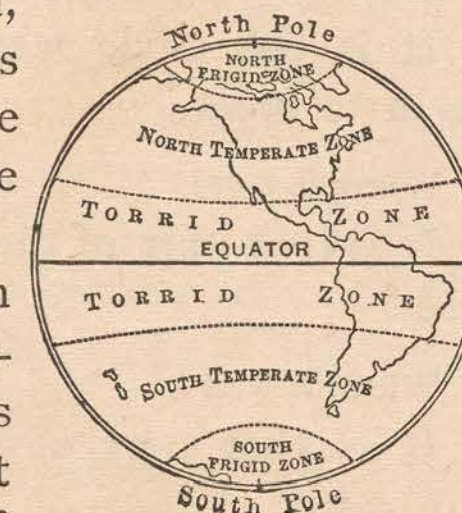 ,
s
e
e
n
-
s
t
North Pole
NORTH
FRIGID ZONE
NORTH TEMPERATE ZONE
TORRID ZONE
EQUATOR
TORRID ZONE
SOUTH TEMPERATE ZONE
SOUTH
FRIGID ZONE
South Pole